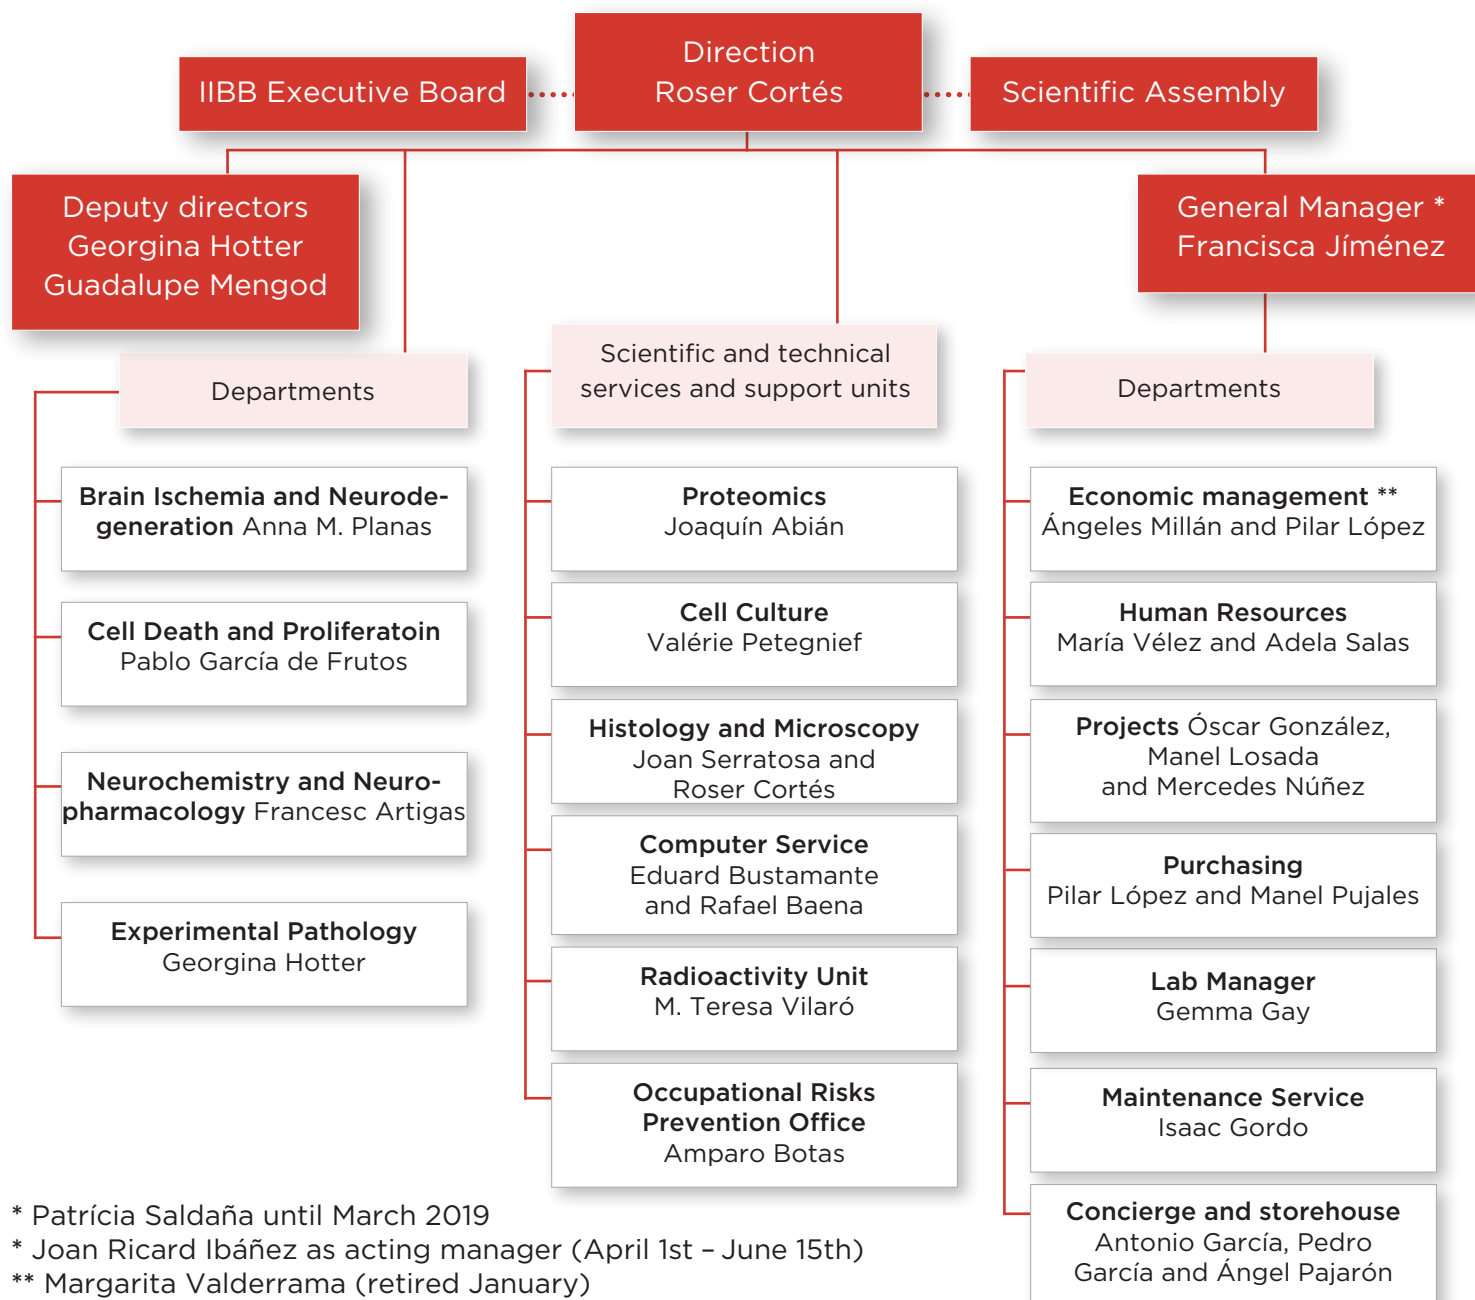 IIBB Executive Board
Direction
Roser Cortés
Scientific Assembly
Deputy directors
Georgina Hotter
Guadalupe Mengod
General Manager *
Francisca Jíménez
Departments
Brain Ischemia and Neurode-
generation Anna M. Planas
Cell Death and Proliferatoin
Pablo García de Frutos
Neurochemistry and Neuro-
pharmacology Francesc Artigas
Experimental Pathology
Georgina Hotter
Scientific and technical
services and support units
Proteomics
Joaquín Abián
Cell Culture
Valérie Petegnief
Histology and Microscopy
Joan Serratosa and
Roser Cortés
Computer Service
Eduard Bustamante
and Rafael Baena
Radioactivity Unit
M. Teresa Vilaró
Occupational Risks
Prevention Office
Amparo Botas
Departments
Economic management **
Ángeles Millán and Pilar López
Human Resources
María Vélez and Adela Salas
Projects Óscar González,
Manel Losada
and Mercedes Núñez
Purchasing
Pilar López and Manel Pujales
Lab Manager
Gemma Gay
Maintenance Service
Isaac Gordo
Concierge and storehouse
Antonio García, Pedro
García and Ángel Pajarón
* Patrícia Saldaña until March 2019
* Joan Ricard Ibáñez as acting manager (April 1st – June 15th)
** Margarita Valderrama (retired January)